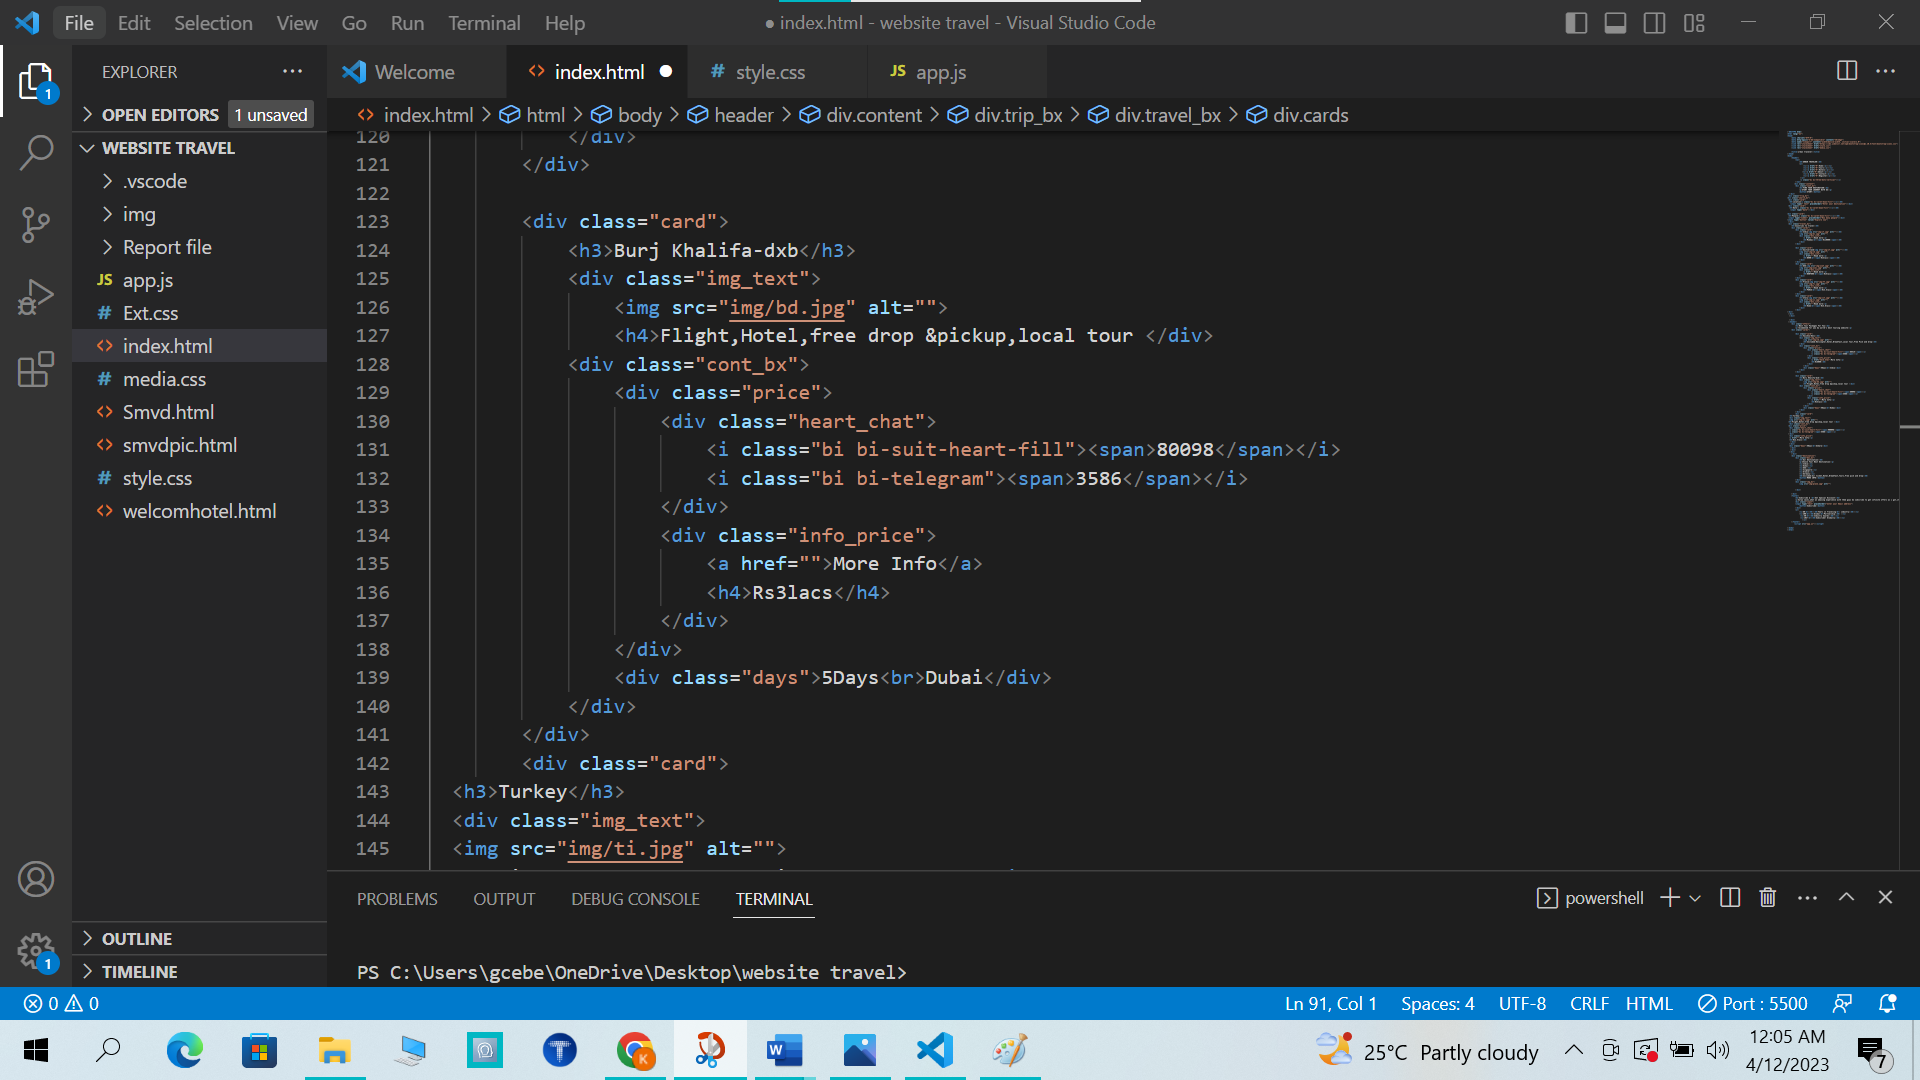 File Edit Selection View Go Run Terminal Help
● index.html - website travel - Visual Studio Code
EXPLORER
Welcome
index.html
# style.css
JS app.js
OPEN EDITORS 1 unsaved
index.html > html > body > header > div.content > div.trip_bx > div.travel_bx > div.cards
WEBSITE TRAVEL
.vscode
img
Report file
JS app.js
# Ext.css
index.html
# media.css
Smvd.html
smvdpic.html
# style.css
welcomhotel.html
OUTLINE
TIMELINE
1
1
120 </div>
121 </div>
122
123 <div class="card">
124 <h3>Burj Khalifa-dxb</h3>
125 <div class="img_text">
126 <img src="img/bd.jpg" alt="">
127 <h4>Flight,Hotel,free drop &pickup,local tour </div>
128 <div class="cont_bx">
129 <div class="price">
130 <div class="heart_chat">
131 <i class="bi bi-suit-heart-fill"><span>80098</span></i>
132 <i class="bi bi-telegram"><span>3586</span></i>
133 </div>
134 <div class="info_price">
135 <a href="">More Info</a>
136 <h4>Rs3lacs</h4>
137 </div>
138 </div>
139 <div class="days">5Days<br>Dubai</div>
140 </div>
141 </div>
142 <div class="card">
143 <h3>Turkey</h3>
144 <div class="img_text">
145 <img src="img/ti.jpg" alt="">
PROBLEMS OUTPUT DEBUG CONSOLE TERMINAL
powershell
PS C:\Users\gcebe\OneDrive\Desktop\website travel>
0 0
Ln 91, Col 1 Spaces: 4 UTF-8 CRLF HTML Port : 5500
25°C Partly cloudy
12:05 AM
4/12/2023
7